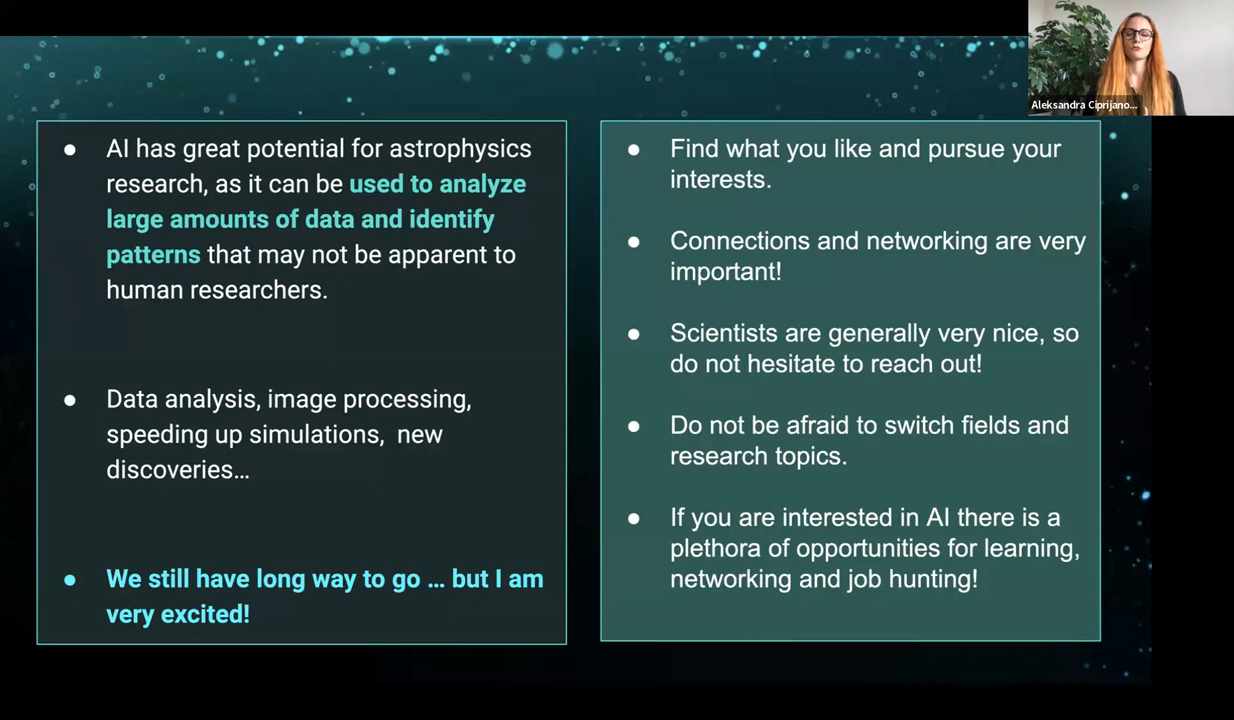 Aleksandra Ciprijano...
AI has great potential for astrophysics
research, as it can be used to analyze
large amounts of data and identify
patterns that may not be apparent to
human researchers.
Data analysis, image processing,
speeding up simulations,  new
discoveries…
We still have long way to go … but I am
very excited!
Find what you like and pursue your
interests.
Connections and networking are very
important!
Scientists are generally very nice, so
do not hesitate to reach out!
Do not be afraid to switch fields and
research topics.
If you are interested in AI there is a
plethora of opportunities for learning,
networking and job hunting!